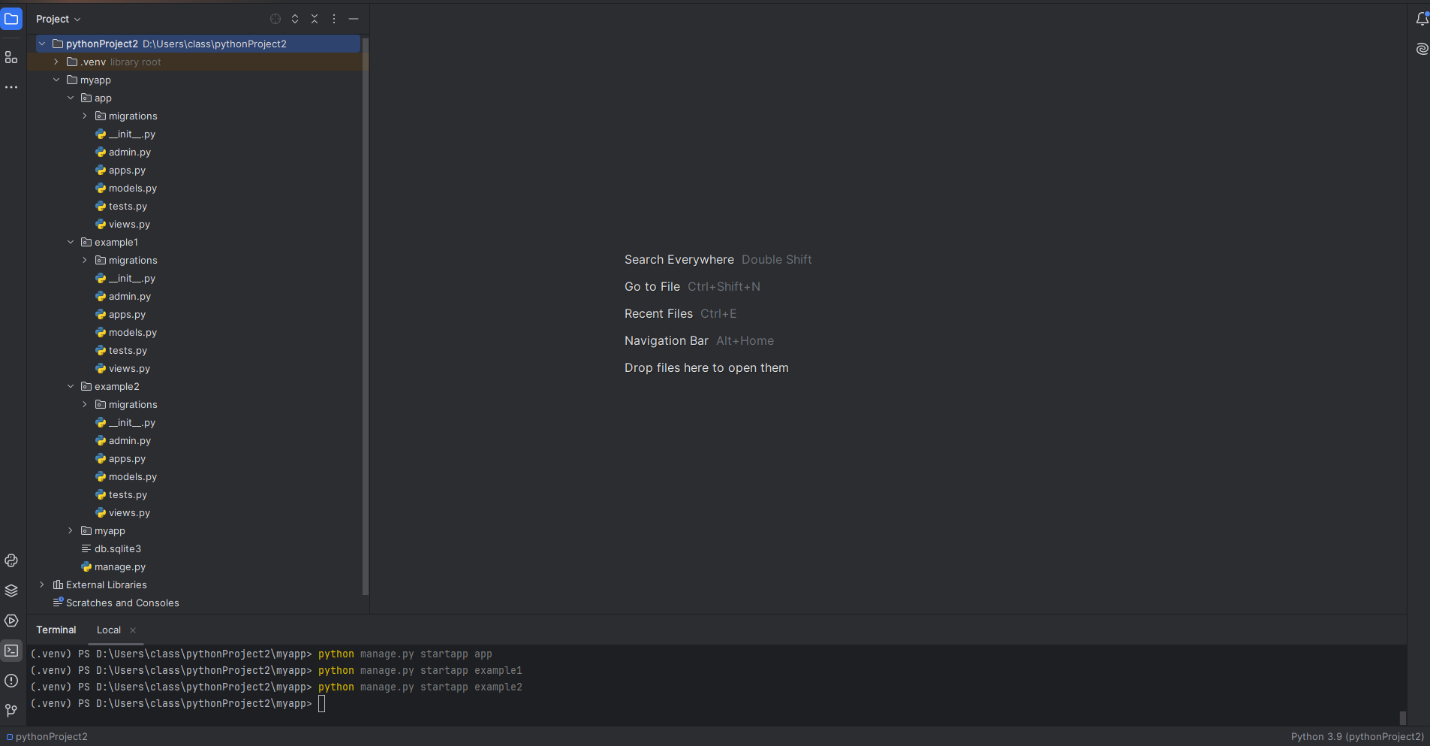 Project
pythonProject2 D:\Users\class\pythonProject2
.venv library root
myapp
app
migrations
__init__.py
admin.py
apps.py
models.py
tests.py
views.py
example1
migrations
__init__.py
admin.py
apps.py
models.py
tests.py
views.py
example2
migrations
__init__.py
admin.py
apps.py
models.py
tests.py
views.py
myapp
db.sqlite3
manage.py
External Libraries
Scratches and Consoles
Search Everywhere Double Shift
Go to File Ctrl+Shift+N
Recent Files Ctrl+E
Navigation Bar Alt+Home
Drop files here to open them
Terminal Local
(.venv) PS D:\Users\class\pythonProject2\myapp> python manage.py startapp app
(.venv) PS D:\Users\class\pythonProject2\myapp> python manage.py startapp example1
(.venv) PS D:\Users\class\pythonProject2\myapp> python manage.py startapp example2
(.venv) PS D:\Users\class\pythonProject2\myapp>
pythonProject2 Python 3.9 (pythonProject2)